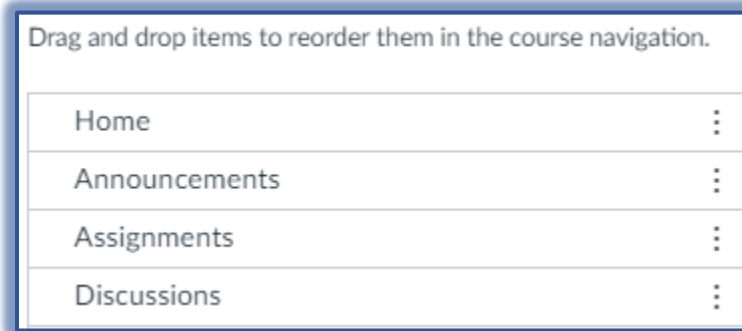 Drag and drop items to reorder them in the course navigation.
Home
Announcements
Assignments
Discussions